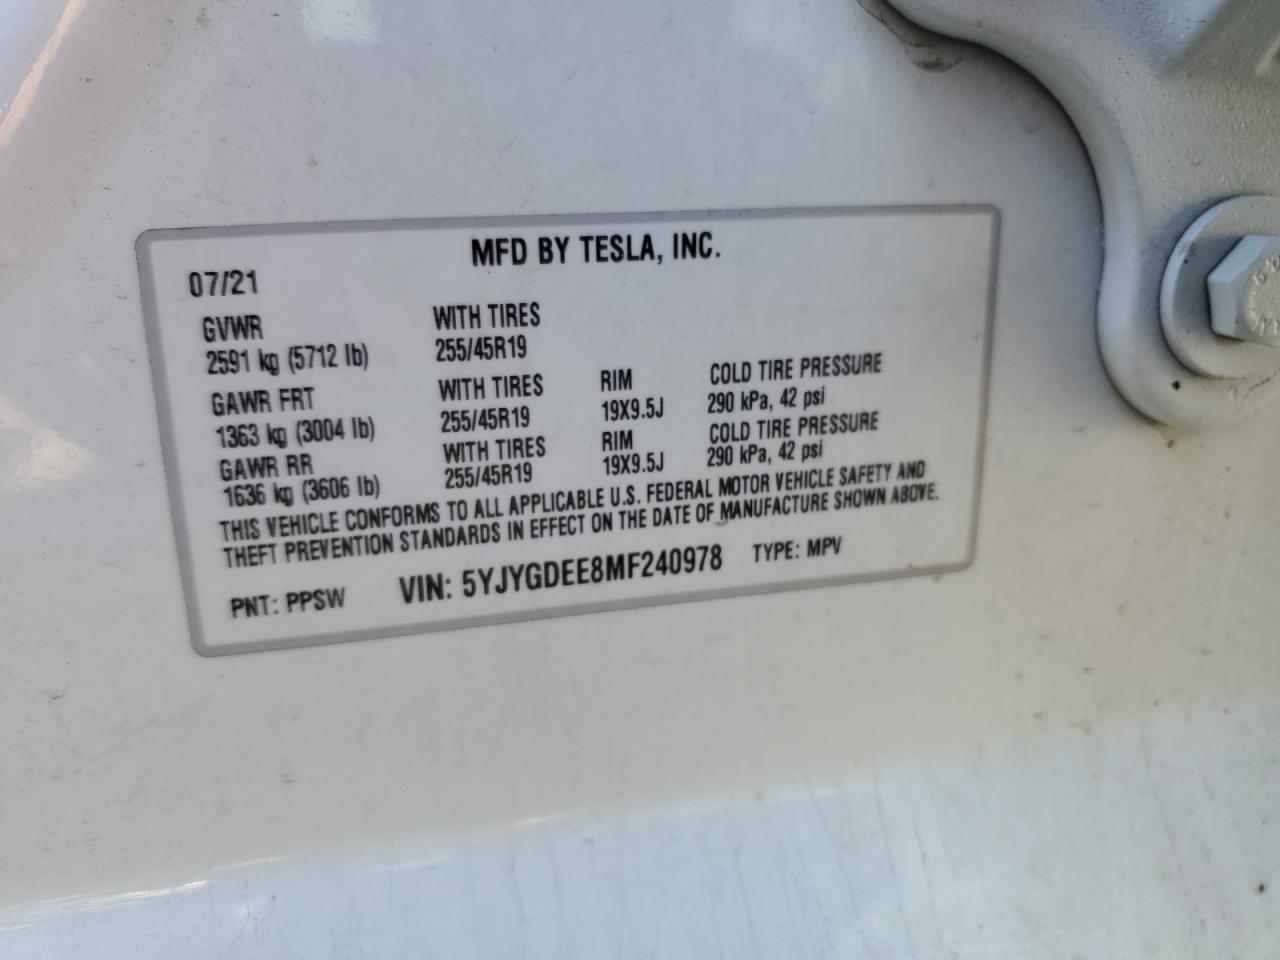 MFD BY TESLA, INC.
07/21
GVWR WITH TIRES
2591 kg (5712 lb) 255/45R19
GAWR FRT WITH TIRES RIM COLD TIRE PRESSURE
1363 kg (3004 lb) 255/45R19 19X9.5J 290 kPa, 42 psi
GAWR RR WITH TIRES RIM COLD TIRE PRESSURE
1636 kg (3606 lb) 255/45R19 19X9.5J 290 kPa, 42 psi
THIS VEHICLE CONFORMS TO ALL APPLICABLE U.S. FEDERAL MOTOR VEHICLE SAFETY AND
THEFT PREVENTION STANDARDS IN EFFECT ON THE DATE OF MANUFACTURE SHOWN ABOVE.
PNT: PPSW VIN: 5YJYGDEE8MF240978 TYPE: MPV